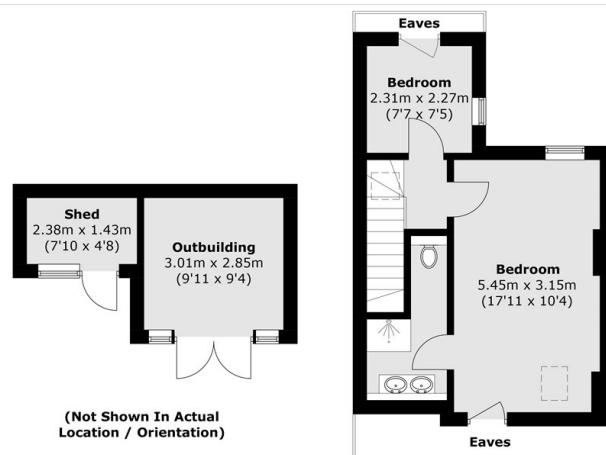 Eaves
Bedroom
2.31m x 2.27m
(7'7 x 7'5)
Shed
2.38m x 1.43m
(7'10 x 4'8)
Outbuilding
3.01m x 2.85m
(9'11 x 9'4)
Bedroom
5.45m x 3.15m
(17'11 x 10'4)
(Not Shown In Actual
Location / Orientation)
Eaves